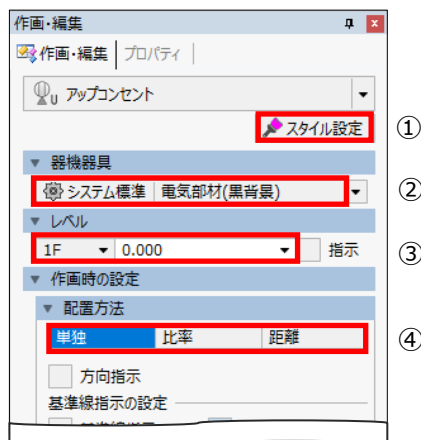 作画・編集
作画・編集 プロパティ
U アップコンセント
スタイル設定 ①
器機器具
システム標準 電気部材(黒背景) ②
レベル
1F 0.000 指示 ③
作画時の設定
配置方法
単独 比率 距離 ④
方向指示
基準線指示の設定